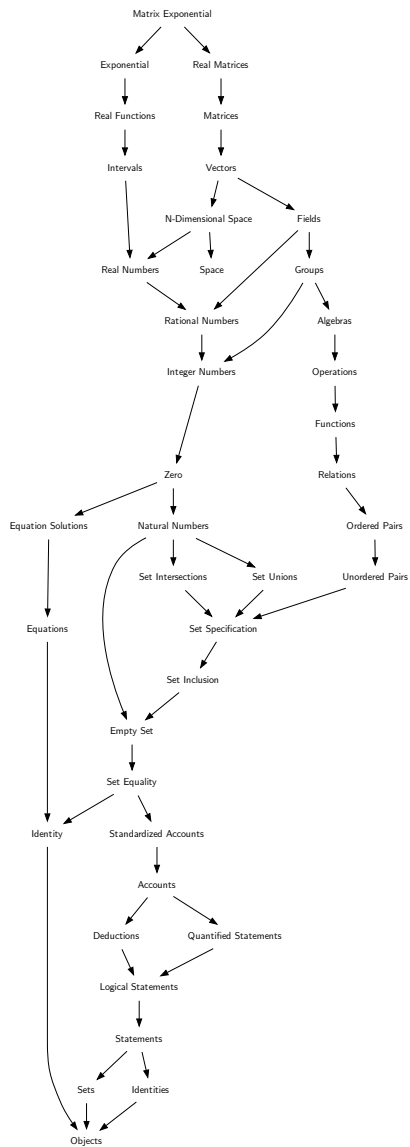 Matrix Exponential
Exponential
Real Matrices
Real Functions
Matrices
Intervals
Vectors
N-Dimensional Space
Fields
Real Numbers
Space
Groups
Rational Numbers
Algebras
Integer Numbers
Operations
Functions
Zero
Relations
Equation Solutions
Natural Numbers
Ordered Pairs
Set Intersections
Set Unions
Unordered Pairs
Equations
Set Specification
Set Inclusion
Empty Set
Set Equality
Identity
Standardized Accounts
Accounts
Deductions
Quantified Statements
Logical Statements
Statements
Sets
Identities
Objects